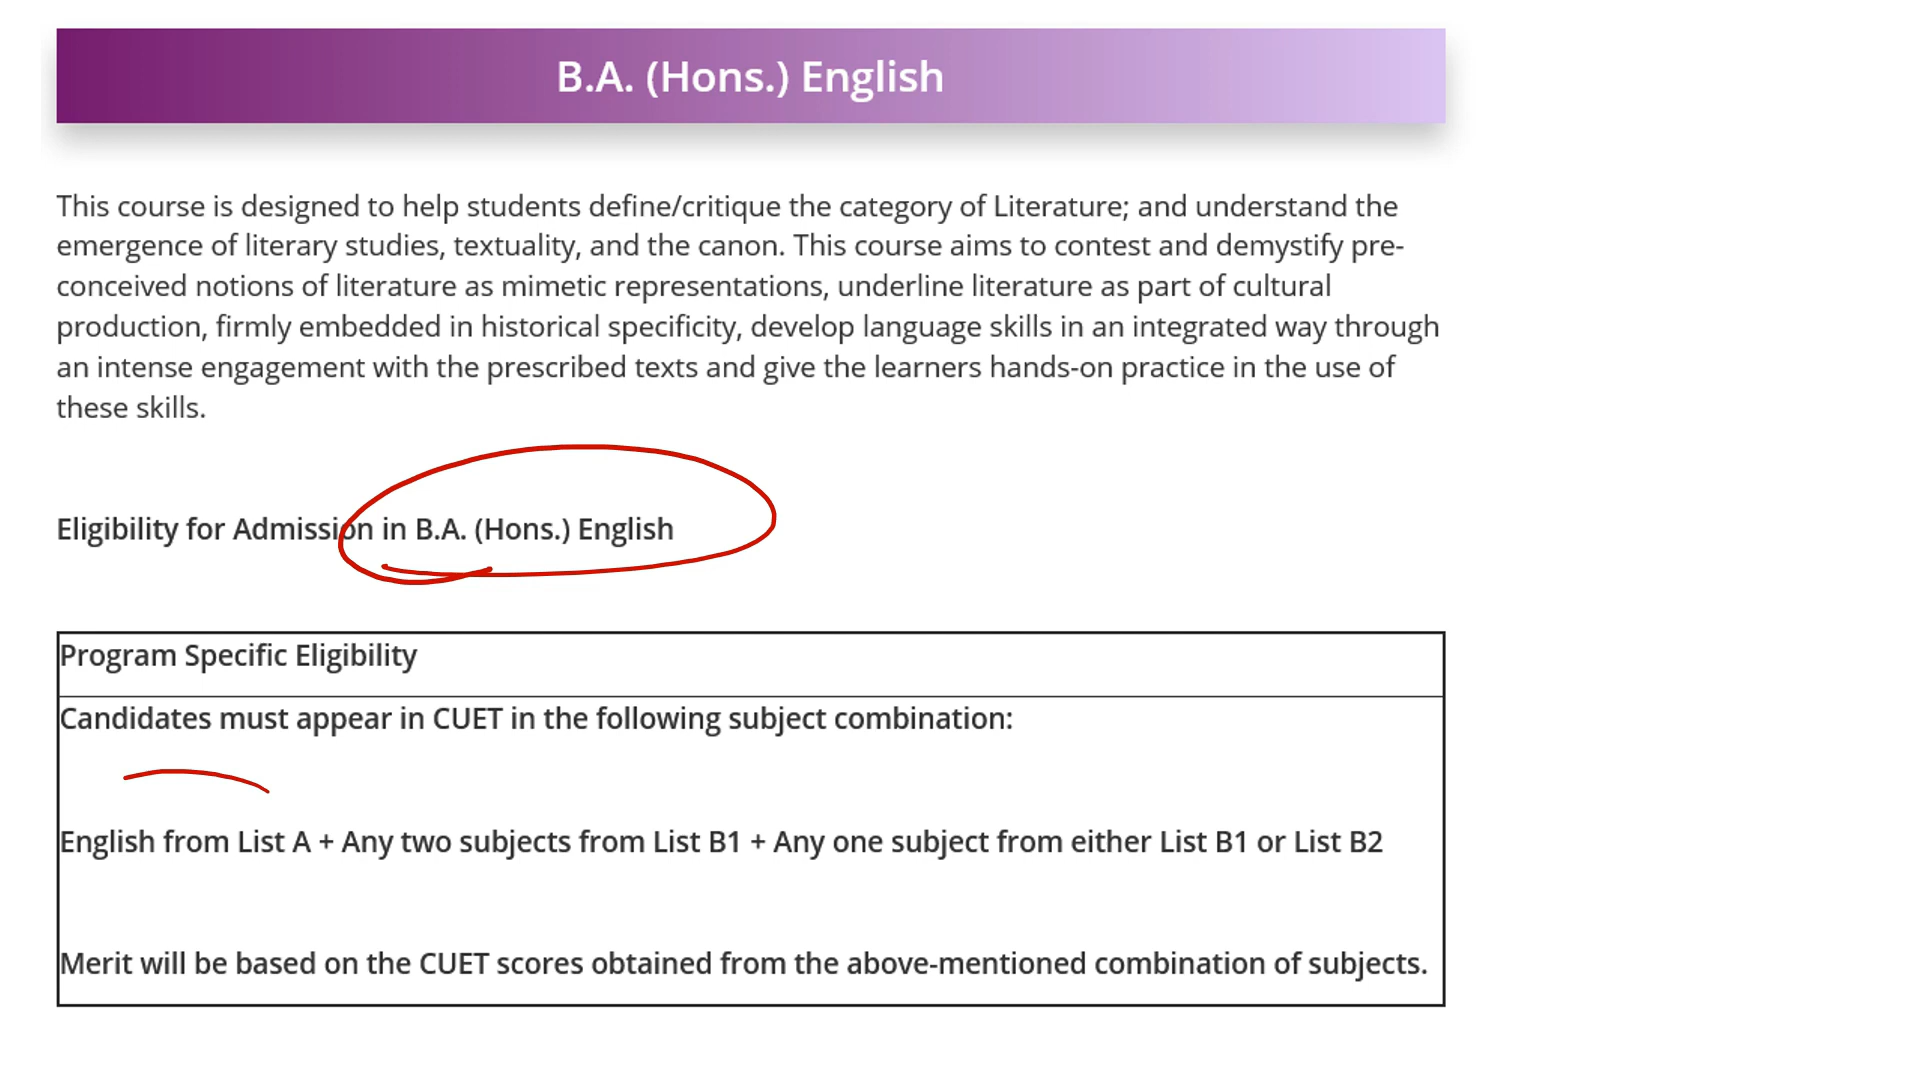 B.A. (Hons.) English
This course is designed to help students define/critique the category of Literature; and understand the
emergence of literary studies, textuality, and the canon. This course aims to contest and demystify pre-
conceived notions of literature as mimetic representations, underline literature as part of cultural
production, firmly embedded in historical specificity, develop language skills in an integrated way through
an intense engagement with the prescribed texts and give the learners hands-on practice in the use of
these skills.
Eligibility for Admission in B.A. (Hons.) English
Program Specific Eligibility
Candidates must appear in CUET in the following subject combination:
English from List A + Any two subjects from List B1 + Any one subject from either List B1 or List B2
Merit will be based on the CUET scores obtained from the above-mentioned combination of subjects.